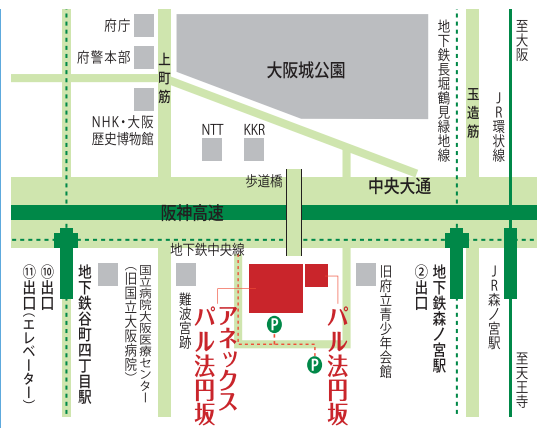 府庁
府警本部
上町筋
NHK・大阪
歴史博物館
NTT
KKR
大阪城公園
地下鉄長堀鶴見緑地線
玉造筋
JR環状線
至大阪
歩道橋
中央大通
阪神高速
地下鉄中央線
⑪出口(エレベーター)
⑩出口
地下鉄谷町四丁目駅
国立病院大阪医療センター
(旧国立大阪病院)
難波宮跡
アネックス
パル法円坂
P
P
パル法円坂
旧府立青少年会館
②出口
地下鉄森ノ宮駅
JR森ノ宮駅
至天王寺